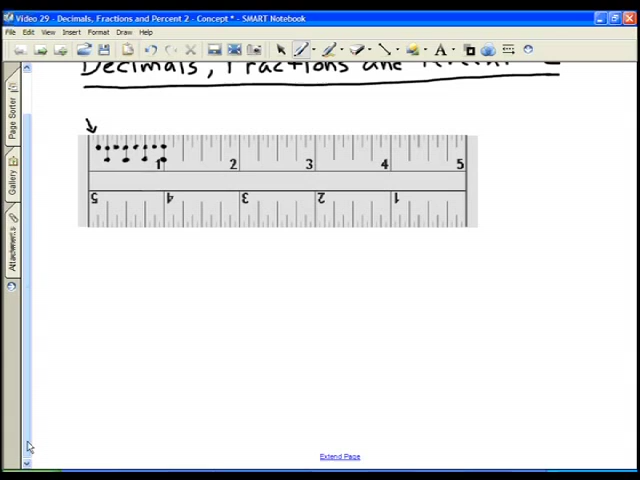 Video 29 - Decimals, Fractions and Percent 2 - Concept * - SMART Notebook
File Edit View Insert Format Draw Help
Decimals, Fractions and
1 2 3 4 5
5 4 3 2 1
Page Sorter
Gallery
Attachments
Extend Page